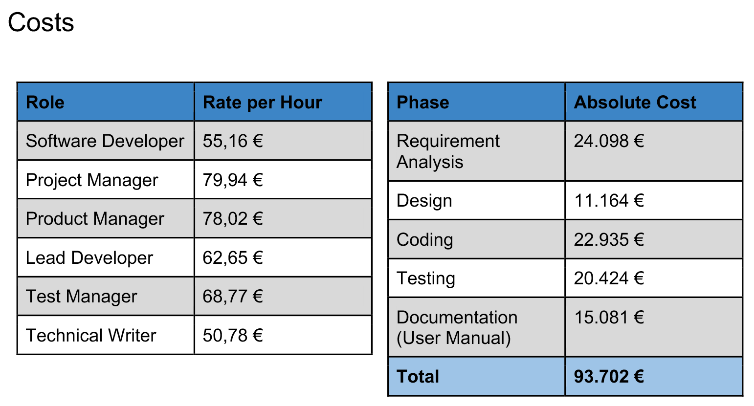 Costs
Role Rate per Hour
Software Developer 55,16 €
Project Manager 79,94 €
Product Manager 78,02 €
Lead Developer 62,65 €
Test Manager 68,77 €
Technical Writer 50,78 €
Phase Absolute Cost
Requirement 24.098 €
Analysis
Design 11.164 €
Coding 22.935 €
Testing 20.424 €
Documentation 15.081 €
(User Manual)
Total 93.702 €